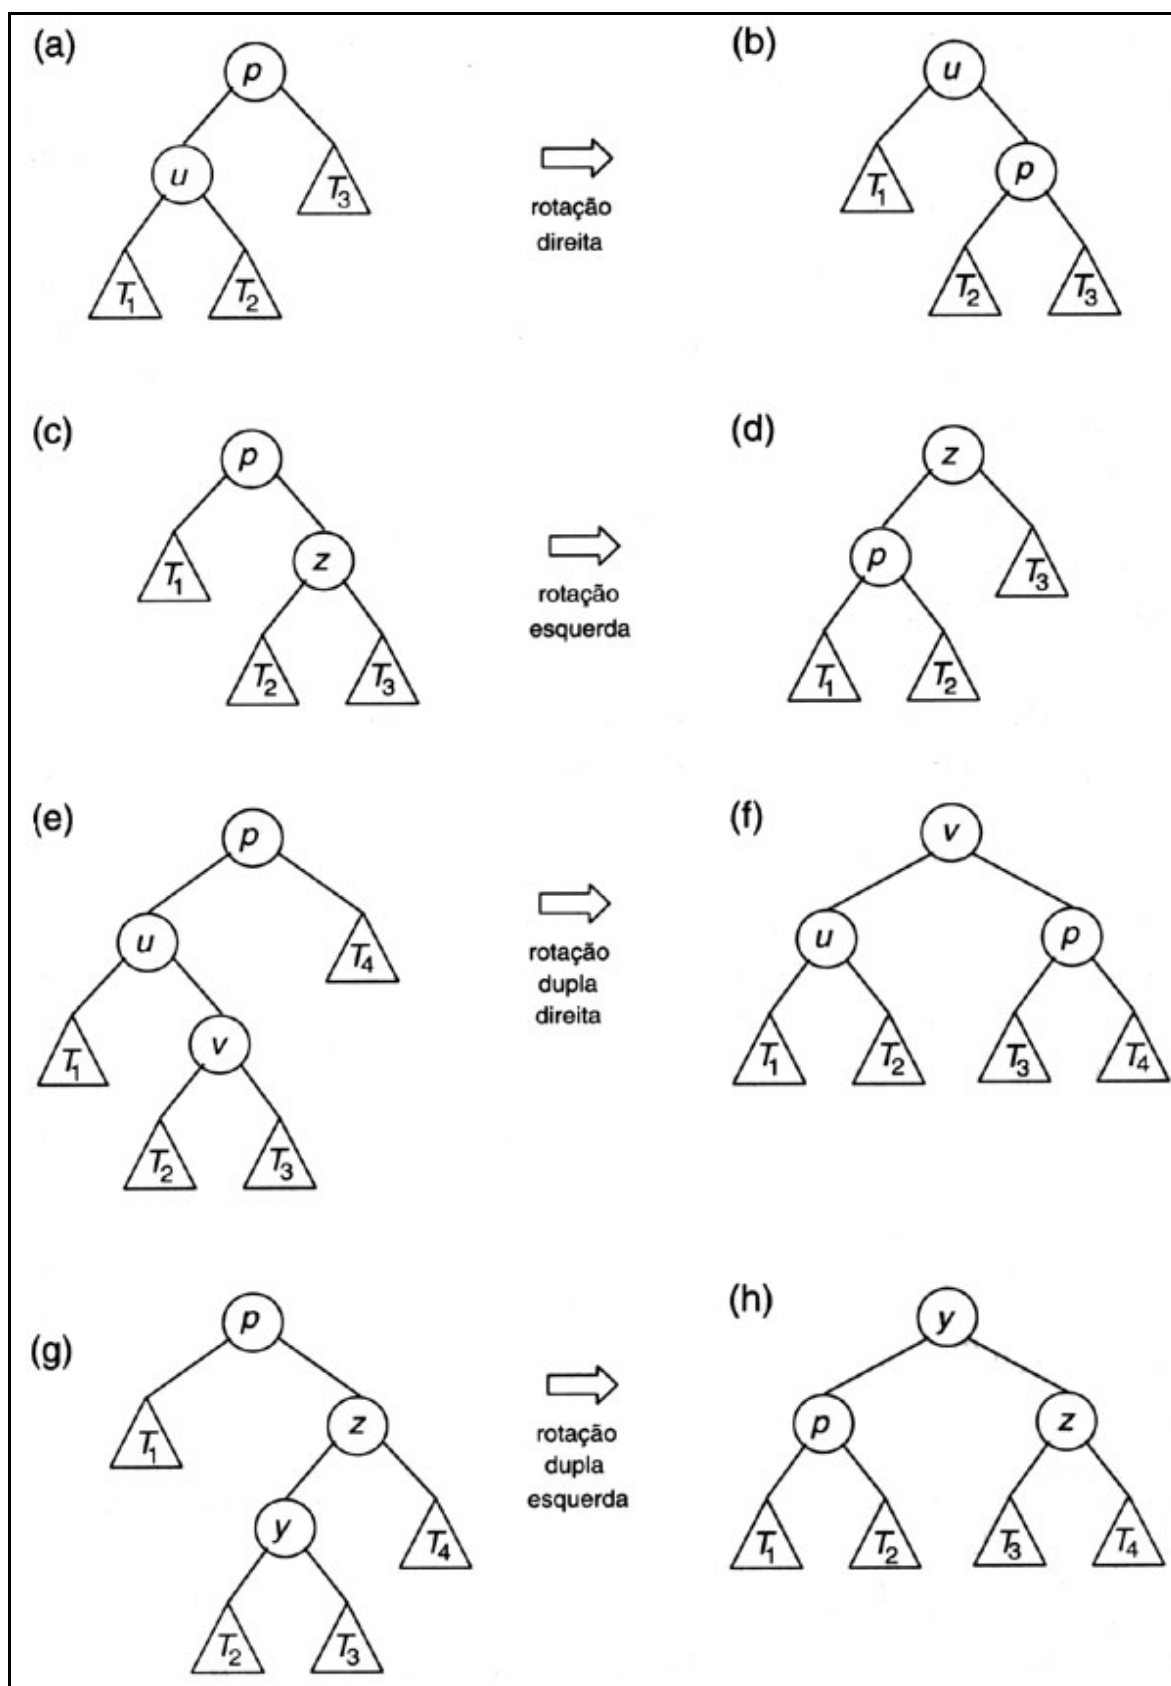 (a)
p
u
T1
T2
T3
rotação
direita
(b)
u
T1
p
T2
T3
(c)
p
T1
z
T2
T3
rotação
esquerda
(d)
z
p
T3
T1
T2
(e)
p
u
T4
T1
v
T2
T3
rotação
dupla
direita
(f)
v
u
p
T1
T2
T3
T4
(g)
p
T1
z
y
T4
T2
T3
rotação
dupla
esquerda
(h)
y
p
z
T1
T2
T3
T4